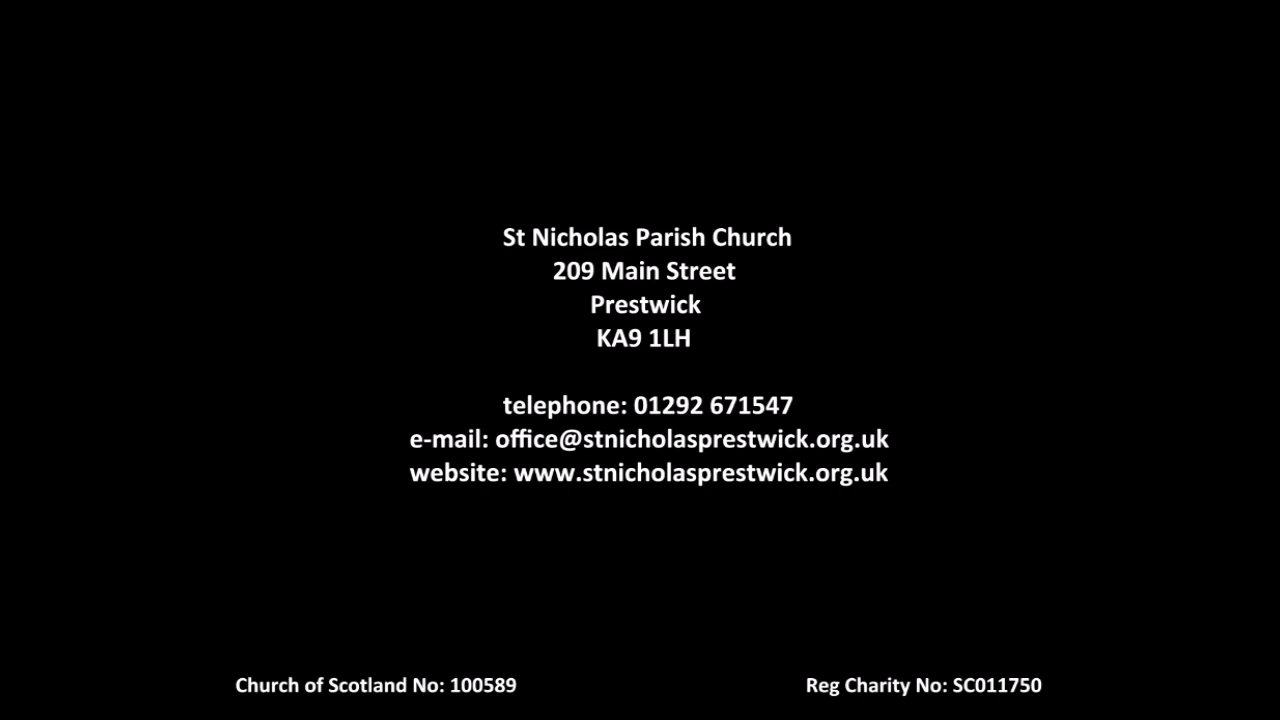 St Nicholas Parish Church
209 Main Street
Prestwick
KA9 1LH
telephone: 01292 671547
e-mail: office@stnicholasprestwick.org.uk
website: www.stnicholasprestwick.org.uk
Church of Scotland No: 100589
Reg Charity No: SC011750